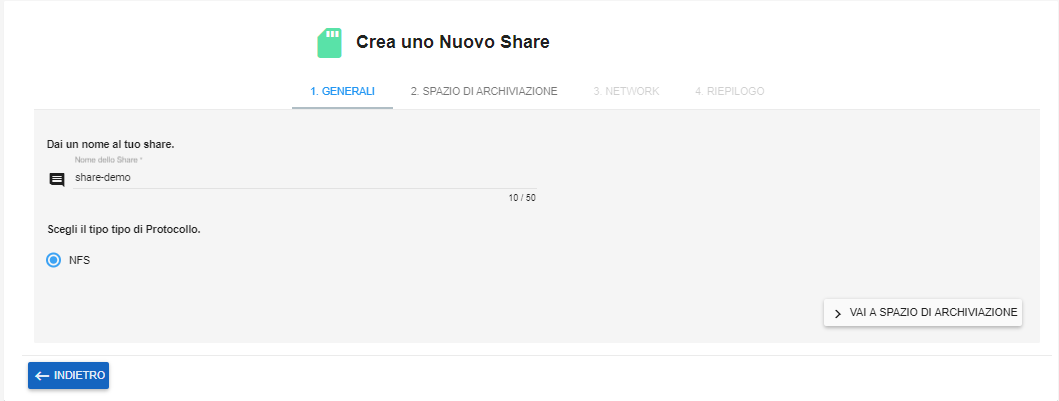 Crea uno Nuovo Share
1. GENERALI 2. SPAZIO DI ARCHIVIAZIONE 3. NETWORK 4. RIEPILOGO
Dai un nome al tuo share.
Nome dello Share *
share-demo
10 / 50
Scegli il tipo tipo di Protocollo.
NFS
VAI A SPAZIO DI ARCHIVIAZIONE
INDIETRO